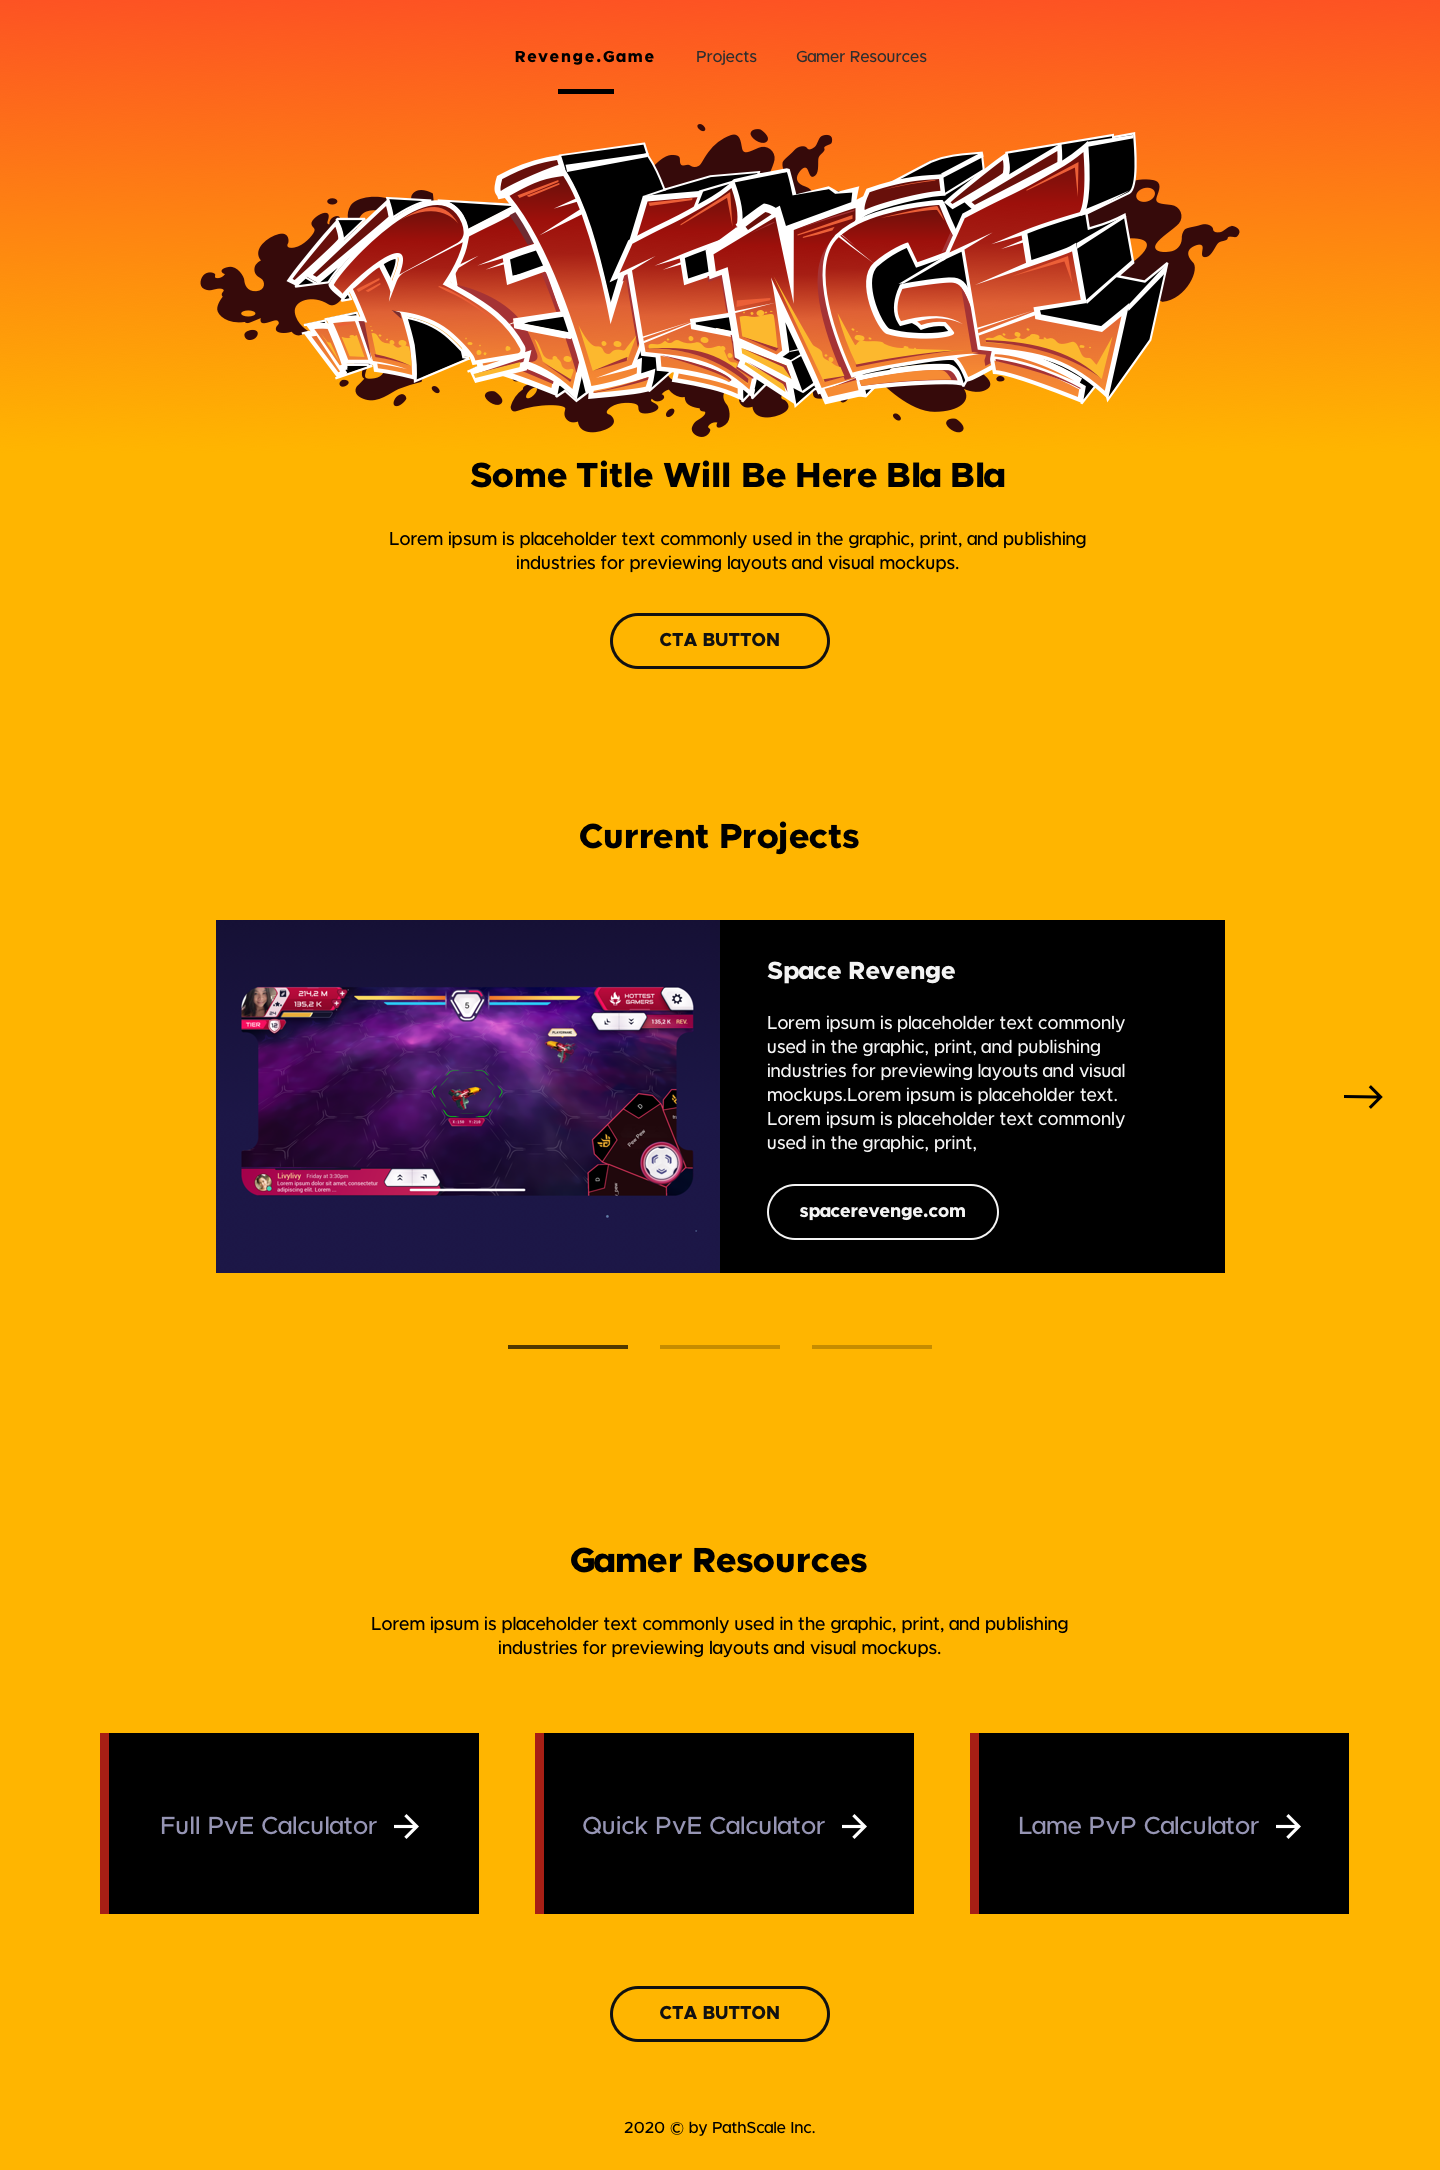 Revenge.Game Projects Gamer Resources
REVENGE
Some Title Will Be Here Bla Bla
Lorem ipsum is placeholder text commonly used in the graphic, print, and publishing
industries for previewing layouts and visual mockups.
CTA BUTTON
Current Projects
214,2 M
135,2 K
24
TIER 12
5
HOTTEST
GAMERS
135,2 K REV.
PLAYERNAME
X:150 Y:210
D
Pew Pew
D
Livylivy Friday at 3:30pm
Lorem ipsum dolor sit amet, consectetur
adipiscing elit. Lorem ...
Space Revenge
Lorem ipsum is placeholder text commonly
used in the graphic, print, and publishing
industries for previewing layouts and visual
mockups.Lorem ipsum is placeholder text.
Lorem ipsum is placeholder text commonly
used in the graphic, print,
spacerevenge.com
Gamer Resources
Lorem ipsum is placeholder text commonly used in the graphic, print, and publishing
industries for previewing layouts and visual mockups.
Full PvE Calculator
Quick PvE Calculator
Lame PvP Calculator
CTA BUTTON
2020 © by PathScale Inc.